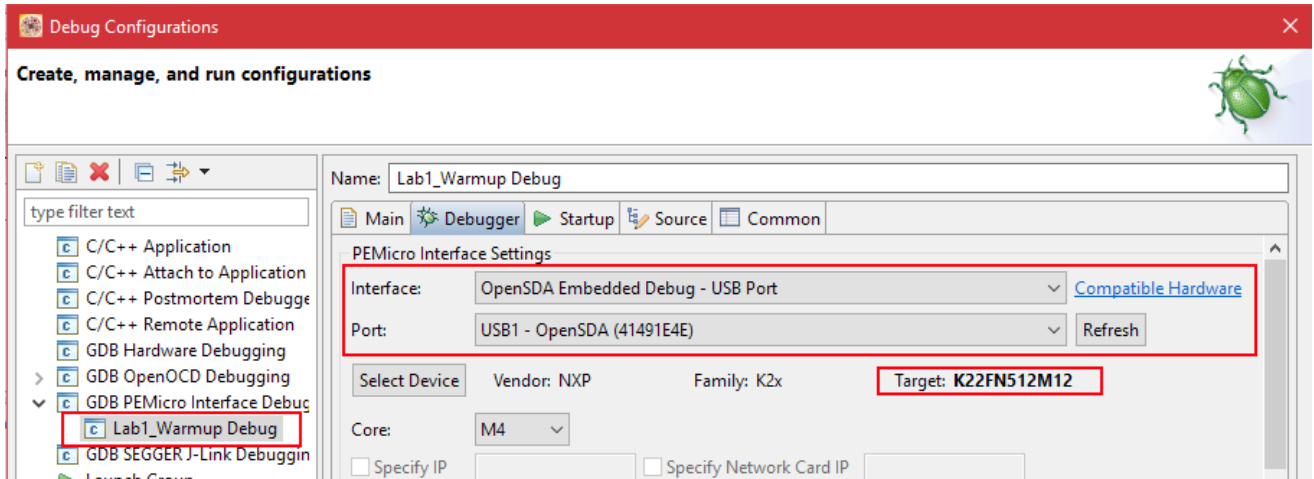 Debug Configurations
Create, manage, and run configurations
type filter text
C/C++ Application
C/C++ Attach to Application
C/C++ Postmortem Debugge
C/C++ Remote Application
GDB Hardware Debugging
GDB OpenOCD Debugging
GDB PEMicro Interface Debug
Lab1_Warmup Debug
GDB SEGGER J-Link Debuggin
Launch Group
Name: Lab1_Warmup Debug
Main Debugger Startup Source Common
PEMicro Interface Settings
Interface: OpenSDA Embedded Debug - USB Port Compatible Hardware
Port: USB1 - OpenSDA (41491E4E) Refresh
Select Device Vendor: NXP Family: K2x Target: K22FN512M12
Core: M4
Specify IP Specify Network Card IP